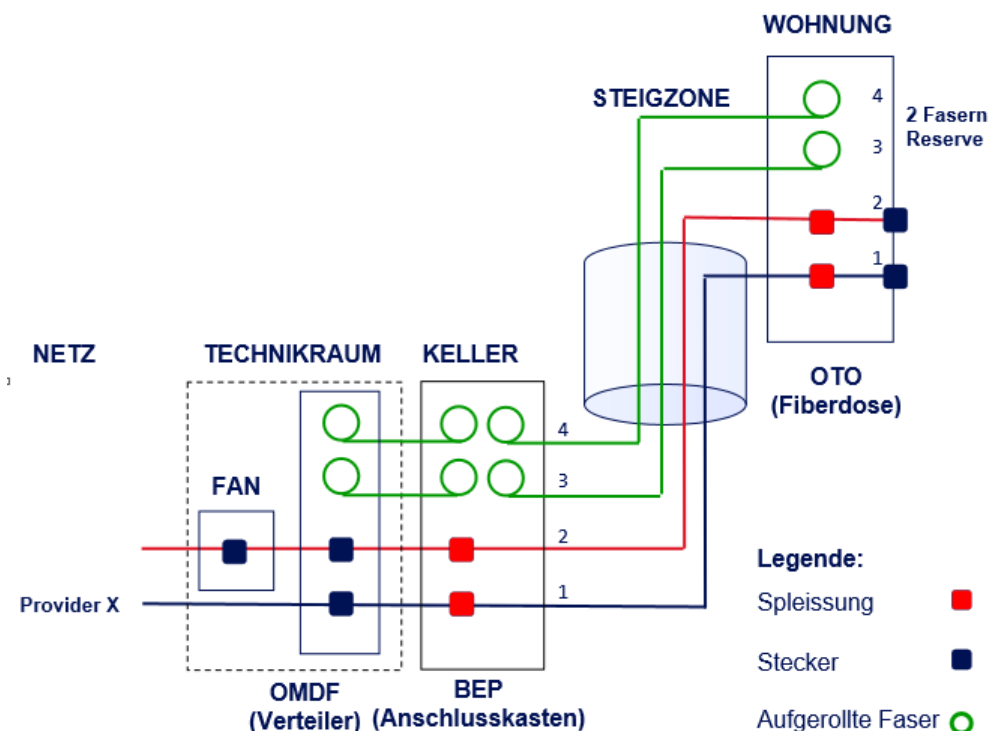 WOHNUNG
STEIGZONE
4
2 Fasern
Reserve
3
2
1
OTO
(Fiberdose)
NETZ
TECHNIKRAUM
KELLER
4
3
FAN
2
1
Provider X
OMDF
(Verteiler)
BEP
(Anschlusskasten)
Legende:
Spleissung
Stecker
Aufgerollte Faser